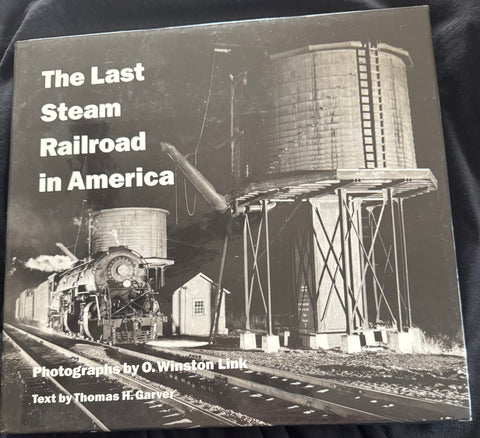 The Last
Steam
Railroad
in America
Photographs by O. Winston Link
Text by Thomas H. Garver